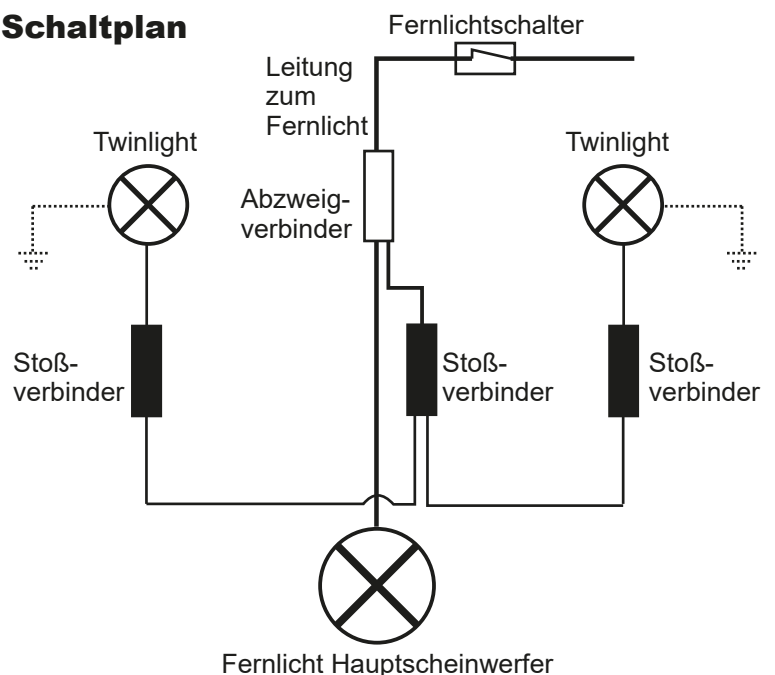 Schaltplan
Fernlichtschalter
Leitung
zum
Fernlicht
Twinlight
Twinlight
Abzweig-
verbinder
Stoß-
verbinder
Stoß-
verbinder
Stoß-
verbinder
Fernlicht Hauptscheinwerfer